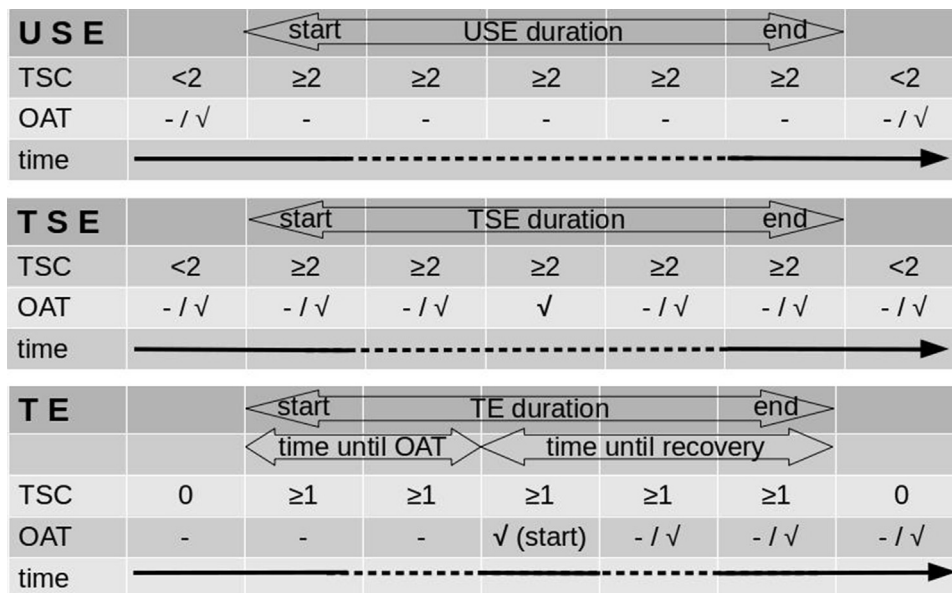 U S E start USE duration end
TSC <2 ≥2 ≥2 ≥2 ≥2 ≥2 <2
OAT - / √ - - - - - - / √
time
T S E start TSE duration end
TSC <2 ≥2 ≥2 ≥2 ≥2 ≥2 <2
OAT - / √ - / √ - / √ √ - / √ - / √ - / √
time
T E start TE duration end
time until OAT time until recovery
TSC 0 ≥1 ≥1 ≥1 ≥1 ≥1 0
OAT - - - √ (start) - / √ - / √ - / √
time